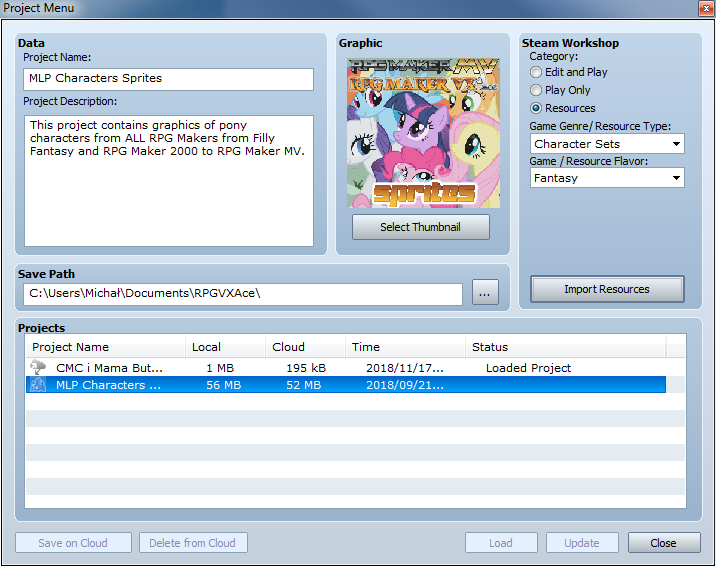 Project Menu
Data
Project Name:
MLP Characters Sprites
Project Description:
This project contains graphics of pony
characters from ALL RPG Makers from Filly
Fantasy and RPG Maker 2000 to RPG Maker MV.
Graphic
RPG MAKER MV
RPG MAKER VX ACE
sprites
Select Thumbnail
Steam Workshop
Category:
Edit and Play
Play Only
Resources
Game Genre/ Resource Type:
Character Sets
Game / Resource Flavor:
Fantasy
Import Resources
Save Path
C:\Users\Michał\Documents\RPGVXAce\
...
Projects
Project Name Local Cloud Time Status
CMC i Mama But... 1 MB 195 kB 2018/11/17... Loaded Project
MLP Characters ... 56 MB 52 MB 2018/09/21...
Save on Cloud Delete from Cloud Load Update Close